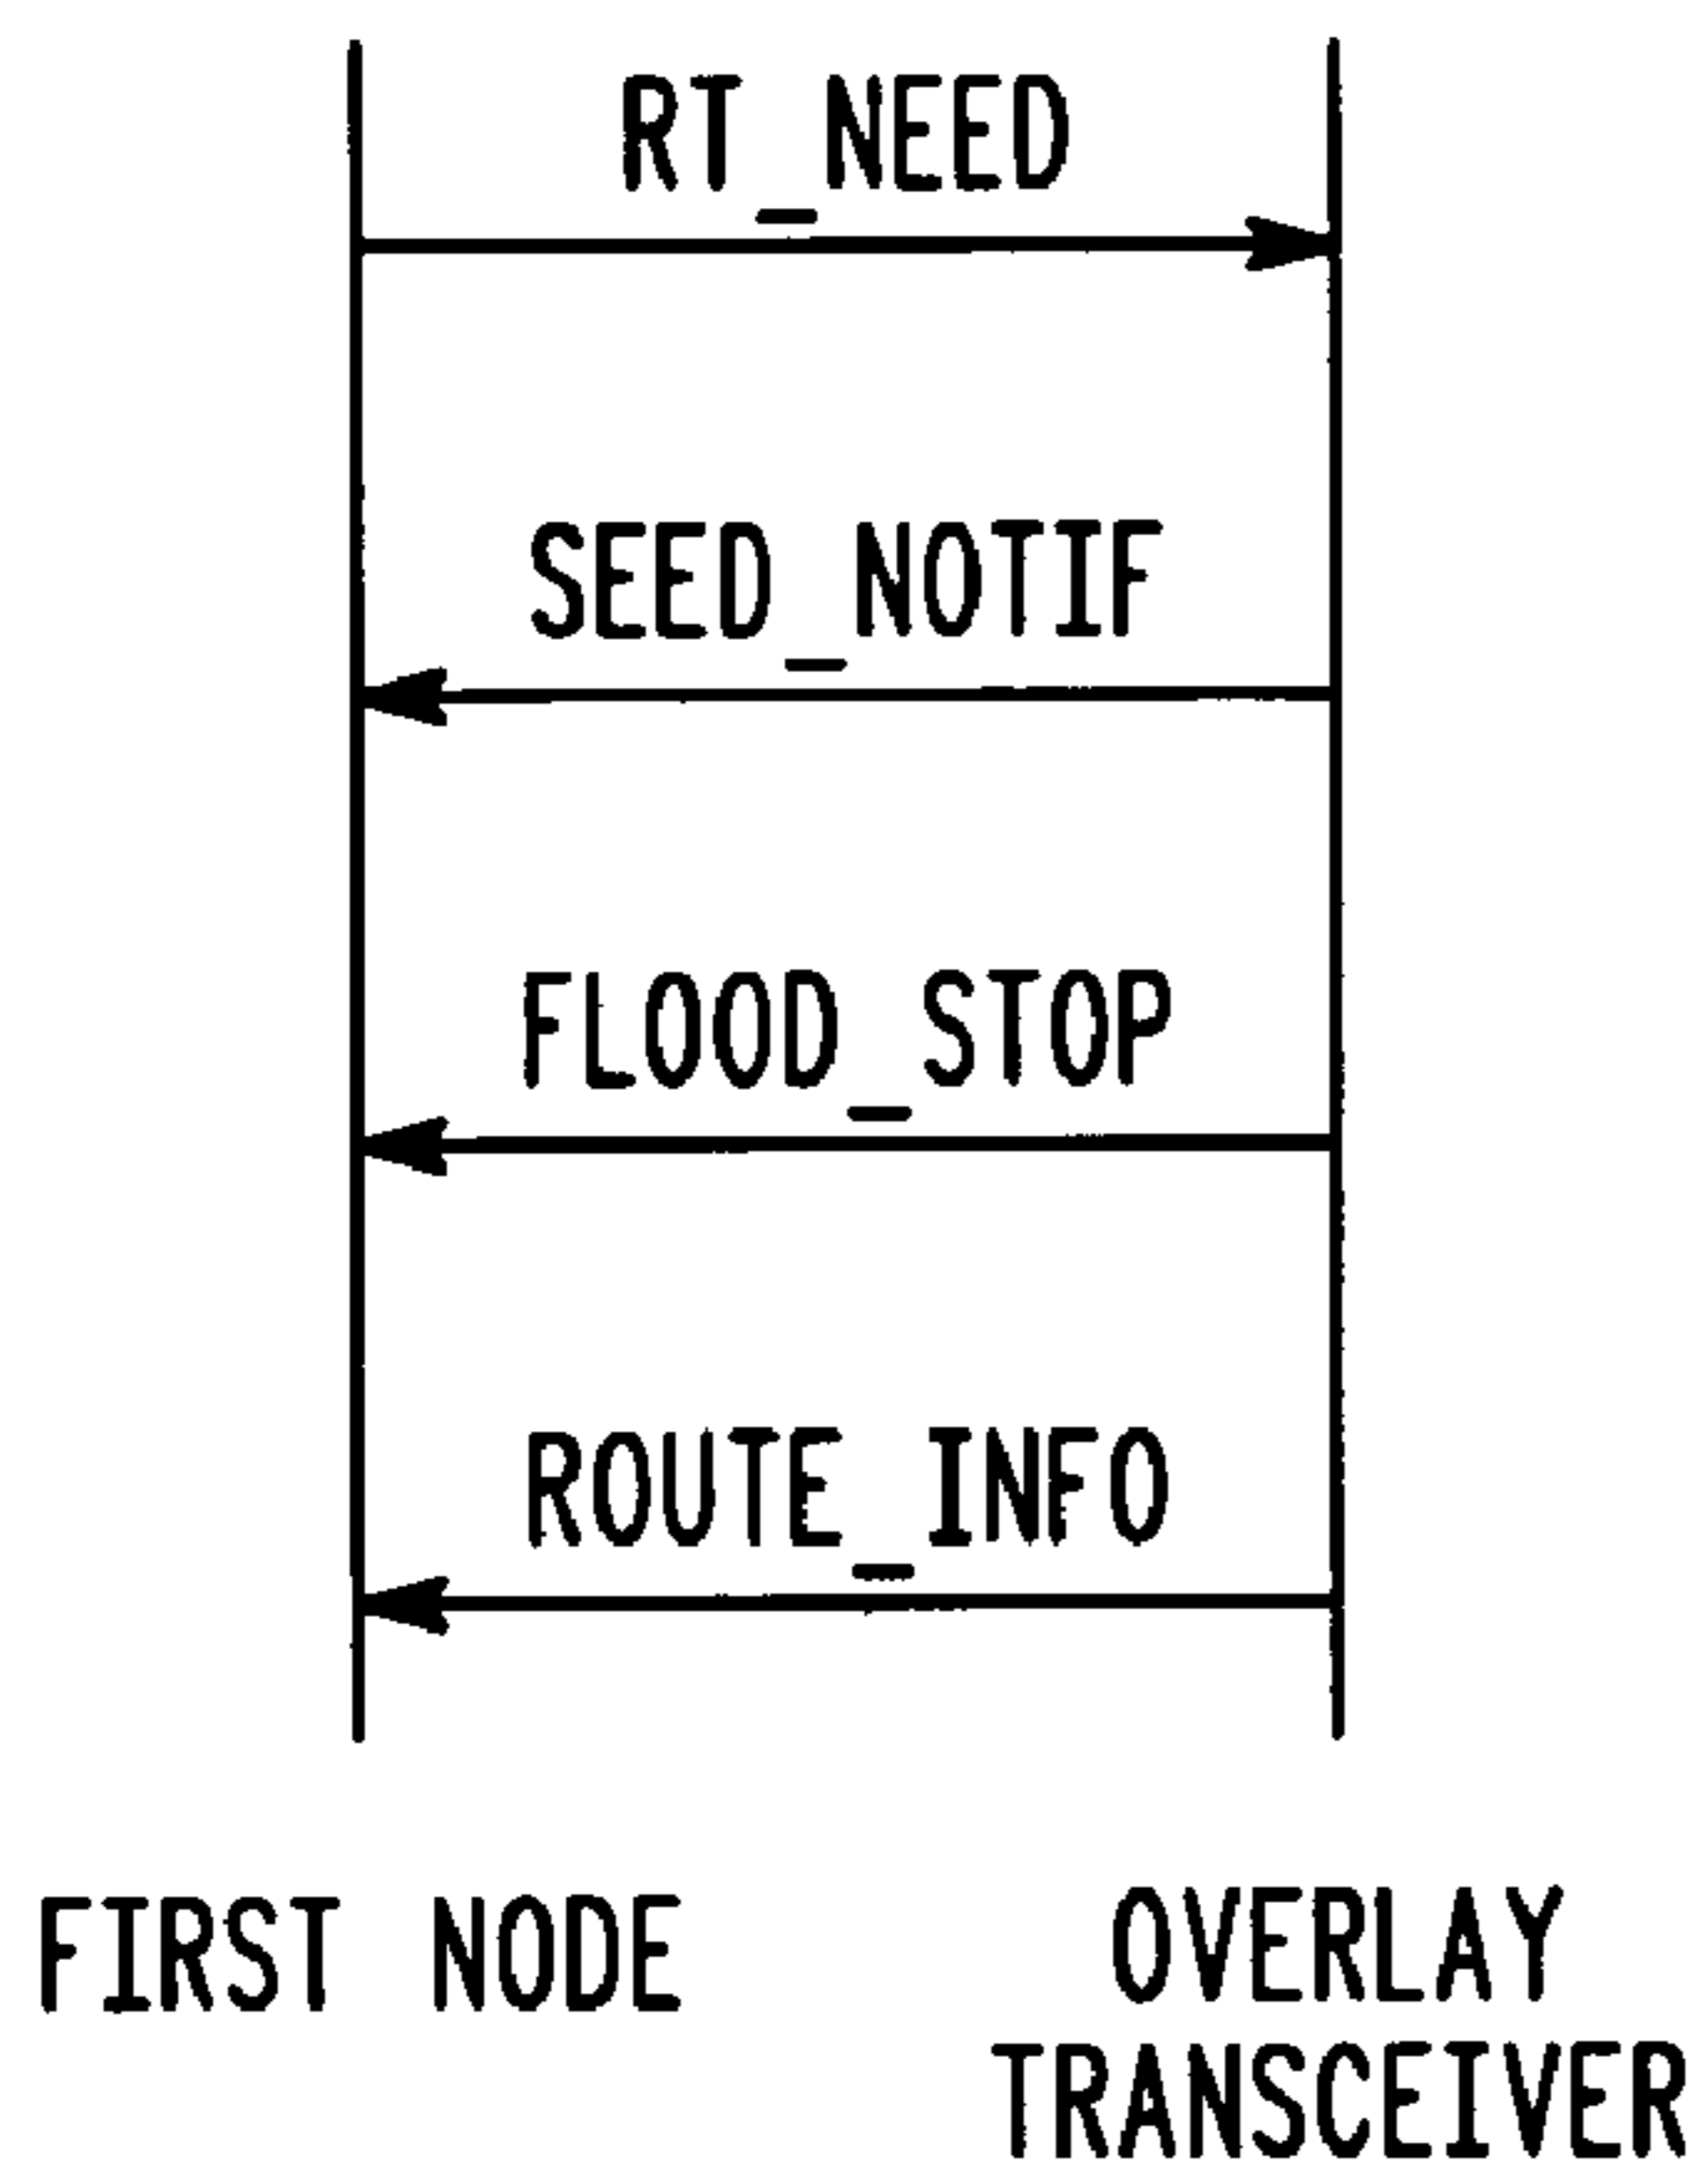 RT_NEED
SEED_NOTIF
FLOOD_STOP
ROUTE_INFO
FIRST NODE
OVERLAY
TRANSCEIVER